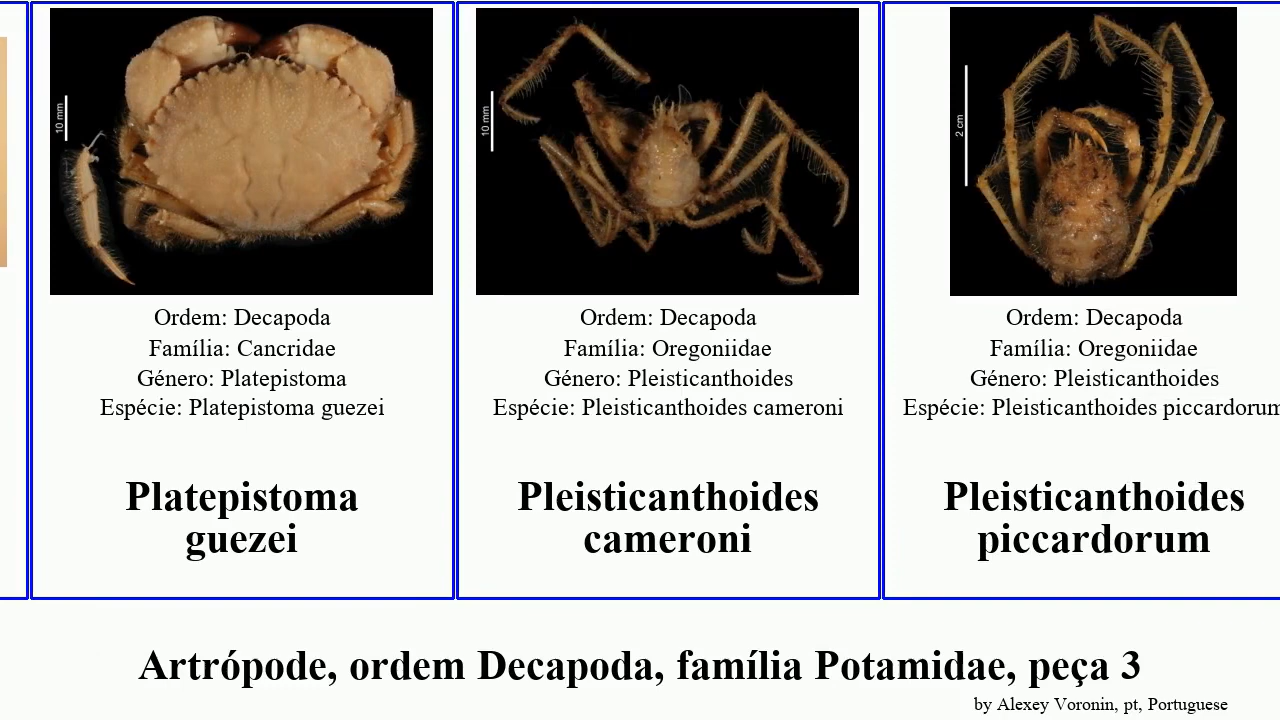 10 mm
Ordem: Decapoda
Família: Cancridae
Género: Platepistoma
Espécie: Platepistoma guezei
Platepistoma
guezei
10 mm
Ordem: Decapoda
Família: Oregoniidae
Género: Pleisticanthoides
Espécie: Pleisticanthoides cameroni
Pleisticanthoides
cameroni
2 cm
Ordem: Decapoda
Família: Oregoniidae
Género: Pleisticanthoides
Espécie: Pleisticanthoides piccardorum
Pleisticanthoides
piccardorum
Artrópode, ordem Decapoda, família Potamidae, peça 3
by Alexey Voronin, pt, Portuguese